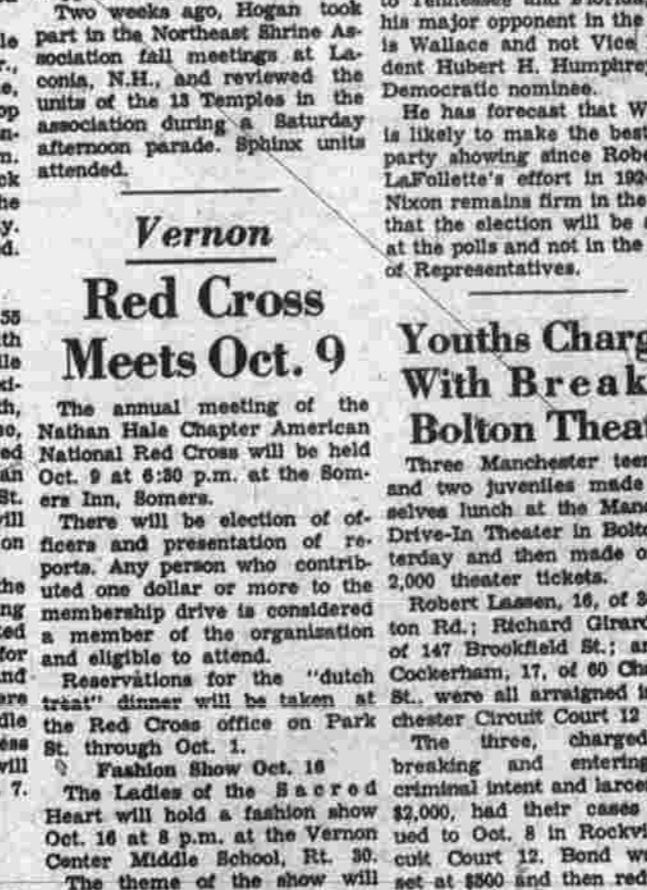 Two weeks ago, Hogan took
part in the Northeast Shrine As-
sociation fall meetings at La-
conia, N.H., and reviewed the
units of the 13 Temples in the
association during a Saturday
afternoon parade. Sphinx units
attended.
Vernon
Red Cross
Meets Oct. 9
The annual meeting of the
Nathan Hale Chapter American
National Red Cross will be held
Oct. 9 at 6:30 p.m. at the Som-
ers Inn, Somers.
There will be election of of-
ficers and presentation of re-
ports. Any person who contrib-
uted one dollar or more to the
membership drive is considered
a member of the organization
and eligible to attend.
Reservations for the "dutch
treat" dinner will be taken at
the Red Cross office on Park
St. through Oct. 1.
Fashion Show Oct. 16
The Ladies of the Sacred
Heart will hold a fashion show
Oct. 16 at 8 p.m. at the Vernon
Center Middle School, Rt. 30.
The theme of the show will
his major opponent in the
is Wallace and not Vice
dent Hubert H. Humphrey
Democratic nominee.
He has forecast that W
is likely to make the best
party showing since Robe
LaFollette's effort in 192
Nixon remains firm in the
that the election will be
at the polls and not in the
of Representatives.
Youths Charg
With Break
Bolton Theat
Three Manchester teen
and two juveniles made
selves lunch at the Manc
Drive-In Theater in Bolto
terday and then made o
2,000 theater tickets.
Robert Lassen, 16, of 3
ton Rd.; Richard Girard
of 147 Brookfield St.; an
Cockerham, 17, of 60 Che
St., were all arraigned i
chester Circuit Court 12
The three, charged
breaking and entering
criminal intent and larcen
$2,000, had their cases
ued to Oct. 8 in Rockvi
cuit Court 12. Bond w
set at $500 and then red